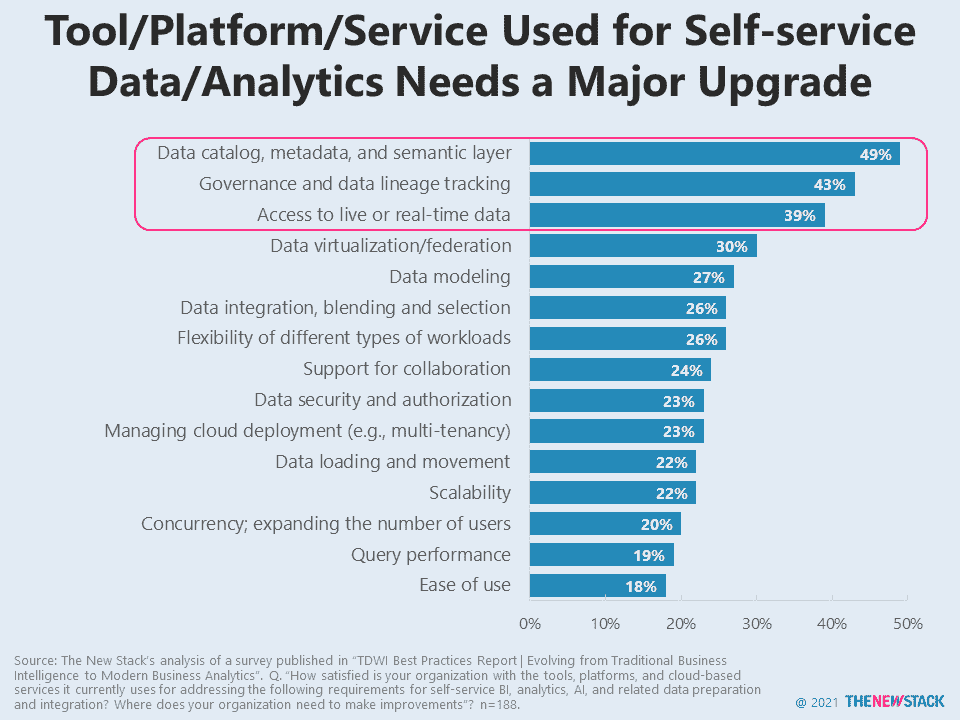 Tool/Platform/Service Used for Self-service
Data/Analytics Needs a Major Upgrade
Data catalog, metadata, and semantic layer 49%
Governance and data lineage tracking 43%
Access to live or real-time data 39%
Data virtualization/federation 30%
Data modeling 27%
Data integration, blending and selection 26%
Flexibility of different types of workloads 26%
Support for collaboration 24%
Data security and authorization 23%
Managing cloud deployment (e.g., multi-tenancy) 23%
Data loading and movement 22%
Scalability 22%
Concurrency; expanding the number of users 20%
Query performance 19%
Ease of use 18%
0% 10% 20% 30% 40% 50%
Source: The New Stack's analysis of a survey published in "TDWI Best Practices Report | Evolving from Traditional Business
Intelligence to Modern Business Analytics". Q. "How satisfied is your organization with the tools, platforms, and cloud-based
services it currently uses for addressing the following requirements for self-service BI, analytics, AI, and related data preparation
and integration? Where does your organization need to make improvements"? n=188.
@ 2021 THENEWSTACK